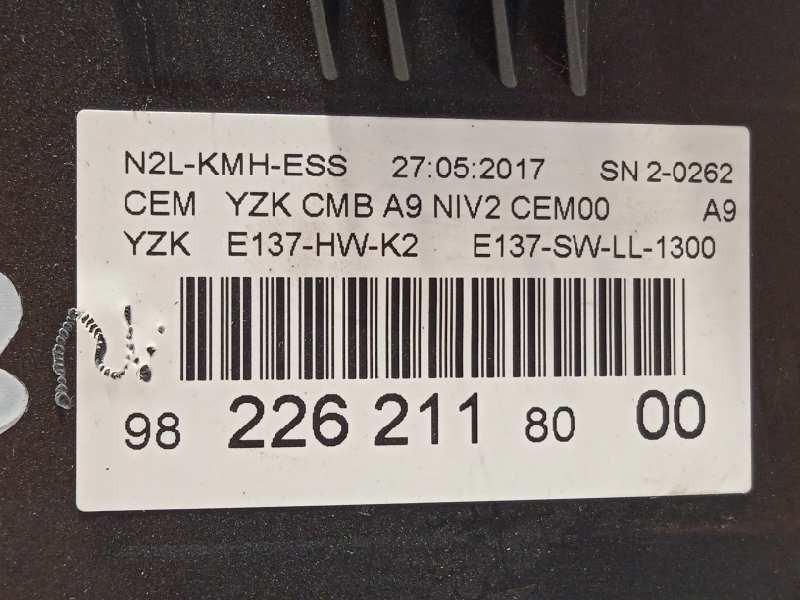 N2L-KMH-ESS 27:05:2017 SN 2-0262
CEM YZK CMB A9 NIV2 CEM00 A9
YZK E137-HW-K2 E137-SW-LL-1300
98 226 211 80 00